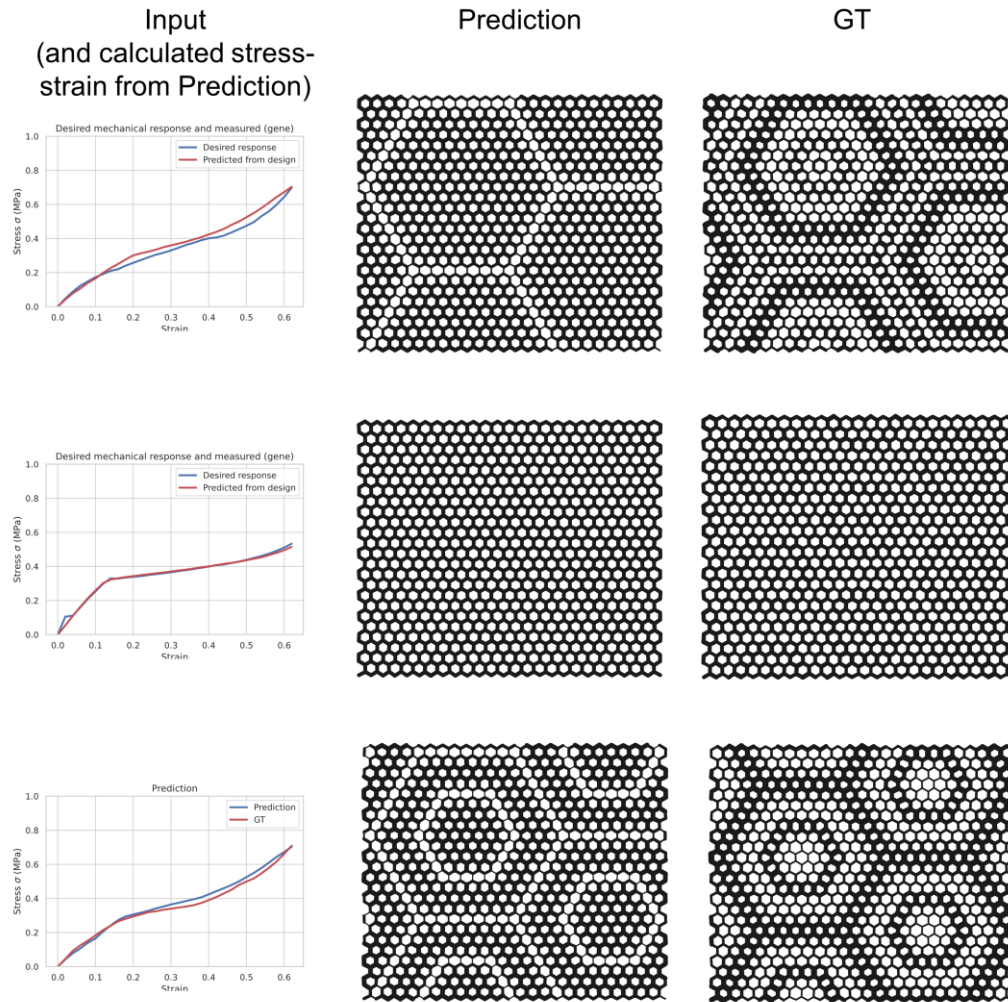 Input
(and calculated stress-
strain from Prediction)
Prediction
GT
Desired mechanical response and measured (gene)
Desired response
Predicted from design
Stress σ (MPa)
1.0
0.8
0.6
0.4
0.2
0.0
0.0 0.1 0.2 0.3 0.4 0.5 0.6
Strain
Desired mechanical response and measured (gene)
Desired response
Predicted from design
Stress σ (MPa)
1.0
0.8
0.6
0.4
0.2
0.0
0.0 0.1 0.2 0.3 0.4 0.5 0.6
Strain
Prediction
Prediction
GT
Stress σ (MPa)
1.0
0.8
0.6
0.4
0.2
0.0
0.0 0.1 0.2 0.3 0.4 0.5 0.6
Strain